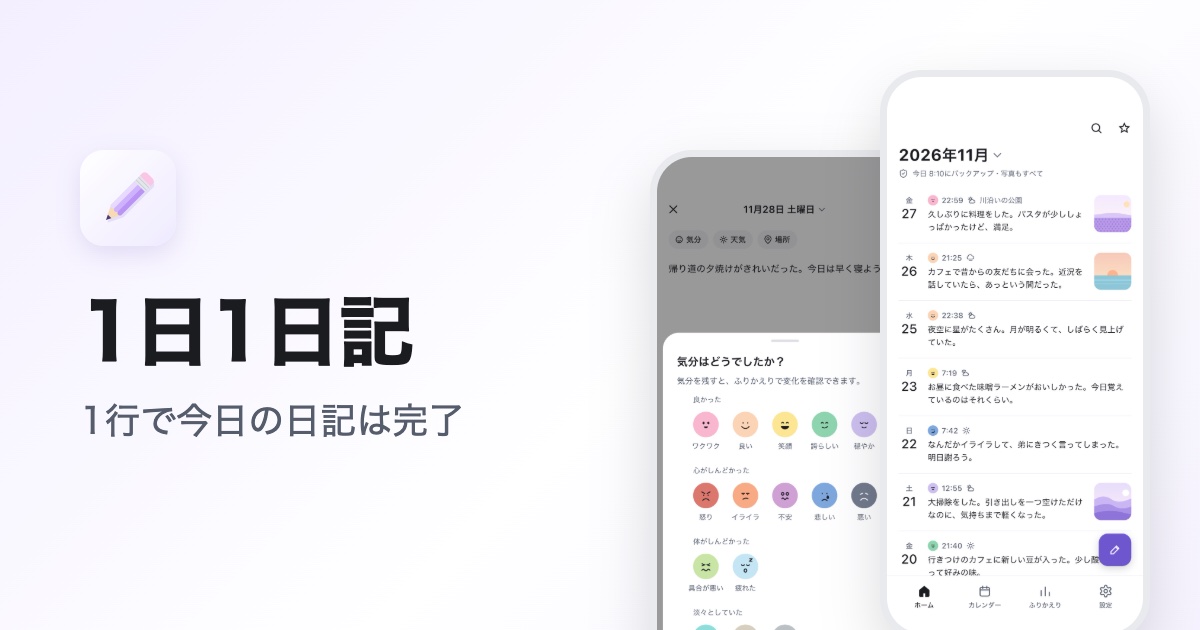 1日1日記
1行で今日の日記は完了
11月28日 土曜日
気分
天気
場所
帰り道の夕焼けがきれいだった。今日は早く寝よう
気分はどうでしたか？
気分を残すと、ふりかえりで変化を確認できます。
良かった
ワクワク
良い
笑顔
誇らしい
穏やか
心がしんどかった
怒り
イライラ
不安
悲しい
悪い
体がしんどかった
具合が悪い
疲れた
淡々としていた
2026年11月
今日 8:10にバックアップ・写真もすべて
金
27
22:59 川沿いの公園
久しぶりに料理をした。パスタが少ししょ
っぱかったけど、満足。
木
26
21:25
カフェで昔からの友だちに会った。近況を
話していたら、あっという間だった。
水
25
22:38
夜空に星がたくさん。月が明るくて、しばらく見上げ
ていた。
月
23
7:19
お昼に食べた味噌ラーメンがおいしかった。今日覚え
ているのはそれくらい。
日
22
7:42
なんだかイライラして、弟にきつく言ってしまった。
明日謝ろう。
土
21
12:55
大掃除をした。引き出しを一つ空けただけ
なのに、気持ちまで軽くなった。
金
20
21:40
行きつけのカフェに新しい豆が入った。少し酸
って好みの味。
ホーム
カレンダー
ふりかえり
設定